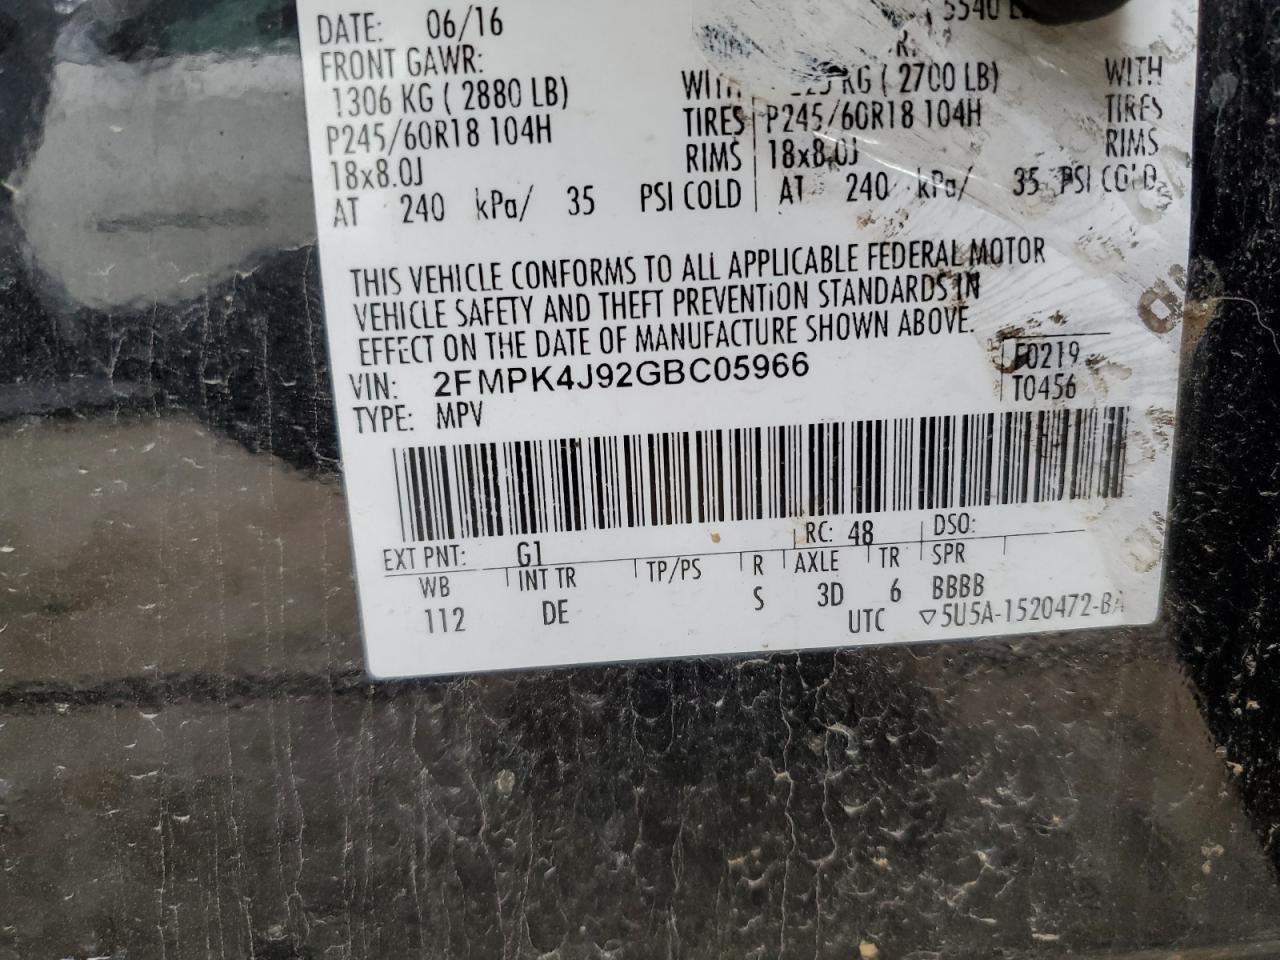 DATE: 06/16 5540
FRONT GAWR:
1306 KG ( 2880 LB) WITH KG ( 2700 LB) WITH
P245/60R18 104H TIRES P245/60R18 104H TIRES
18x8.0J RIMS 18x8.0J RIMS
AT 240 kPa/ 35 PSI COLD AT 240 kPa/ 35 PSI COLD
THIS VEHICLE CONFORMS TO ALL APPLICABLE FEDERAL MOTOR
VEHICLE SAFETY AND THEFT PREVENTION STANDARDS IN
EFFECT ON THE DATE OF MANUFACTURE SHOWN ABOVE.
VIN: 2FMPK4J92GBC05966 F0219
TYPE: MPV T0456
EXT PNT: G1 RC: 48 DSO:
WB INT TR TP/PS R AXLE TR SPR
112 DE S 3D 6 BBBB
UTC ▽5U5A-1520472-BA